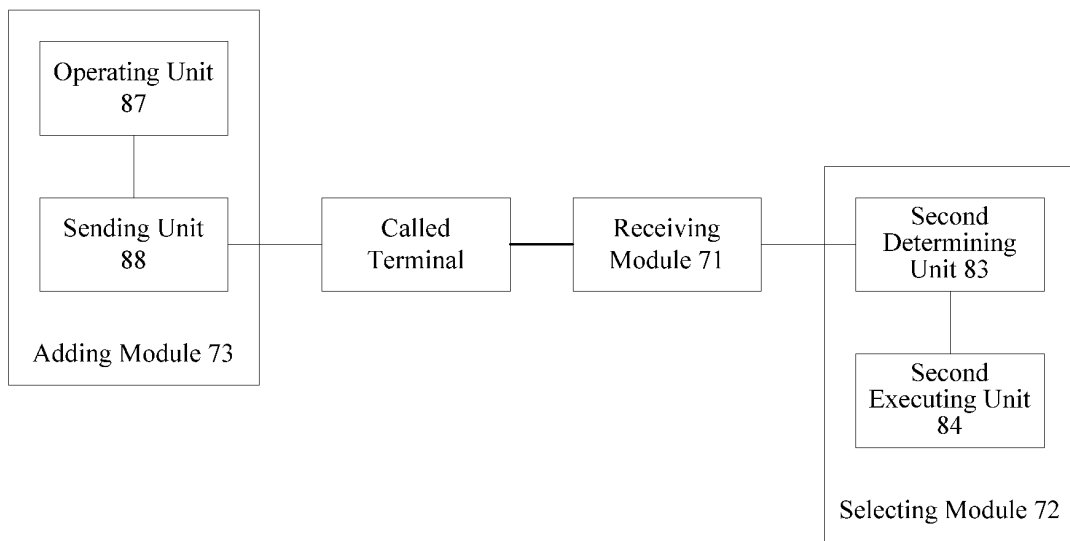 Operating Unit
87
Sending Unit
88
Adding Module 73
Called
Terminal
Receiving
Module 71
Second
Determining
Unit 83
Second
Executing Unit
84
Selecting Module 72